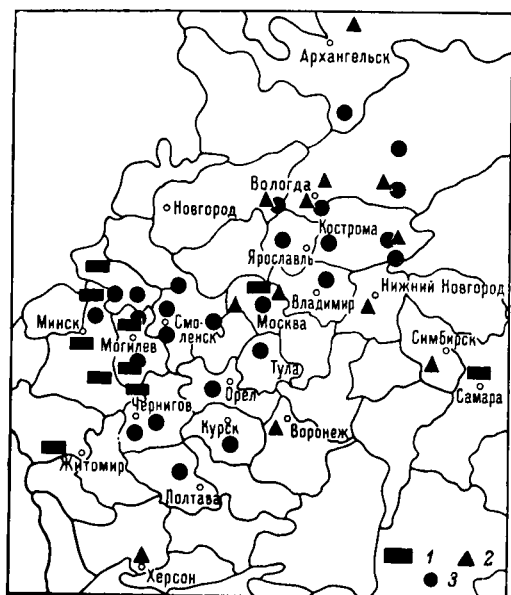 Архангельск
Вологда
Новгород
Кострома
Ярославль
Нижний Новгород
Владимир
Минск
Смо-
ленск
Москва
Могилев
Симбирск
Тула
Самара
Орел
Чернигов
Курск
Воронеж
Житомир
Полтава
1 2
3
Херсон